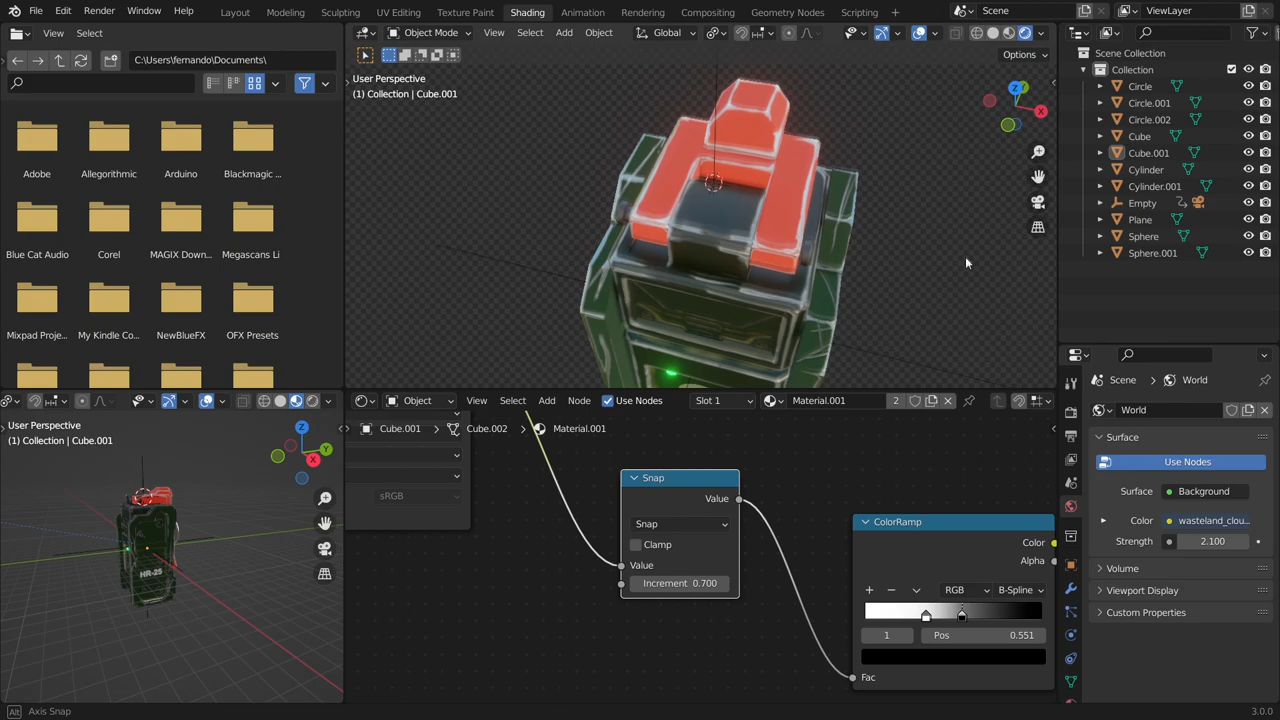 File Edit Render Window Help Layout Modeling Sculpting UV Editing Texture Paint Shading Animation Rendering Compositing Geometry Nodes Scripting Scene ViewLayer
View Select
C:\Users\fernando\Documents\
Adobe Allegorithmic Arduino Blackmagic ...
Blue Cat Audio Corel MAGIX Down... Megascans Li
Mixpad Proje... My Kindle Co... NewBlueFX OFX Presets
Object Mode View Select Add Object Global
Options
User Perspective
(1) Collection | Cube.001
Z Y X
Scene Collection
Collection
Circle
Circle.001
Circle.002
Cube
Cube.001
Cylinder
Cylinder.001
Empty
Plane
Sphere
Sphere.001
User Perspective
(1) Collection | Cube.001
Z Y X
HR-25
Object View Select Add Node Use Nodes Slot 1 Material.001 2
Cube.001 Cube.002 Material.001
sRGB
Snap
Value
Snap
Clamp
Value
Increment 0.700
ColorRamp
Color
Alpha
RGB B-Spline
1 Pos 0.551
Fac
Scene World
World
Surface
Use Nodes
Surface Background
Color wasteland_clou...
Strength 2.100
Volume
Viewport Display
Custom Properties
Alt Axis Snap 3.0.0